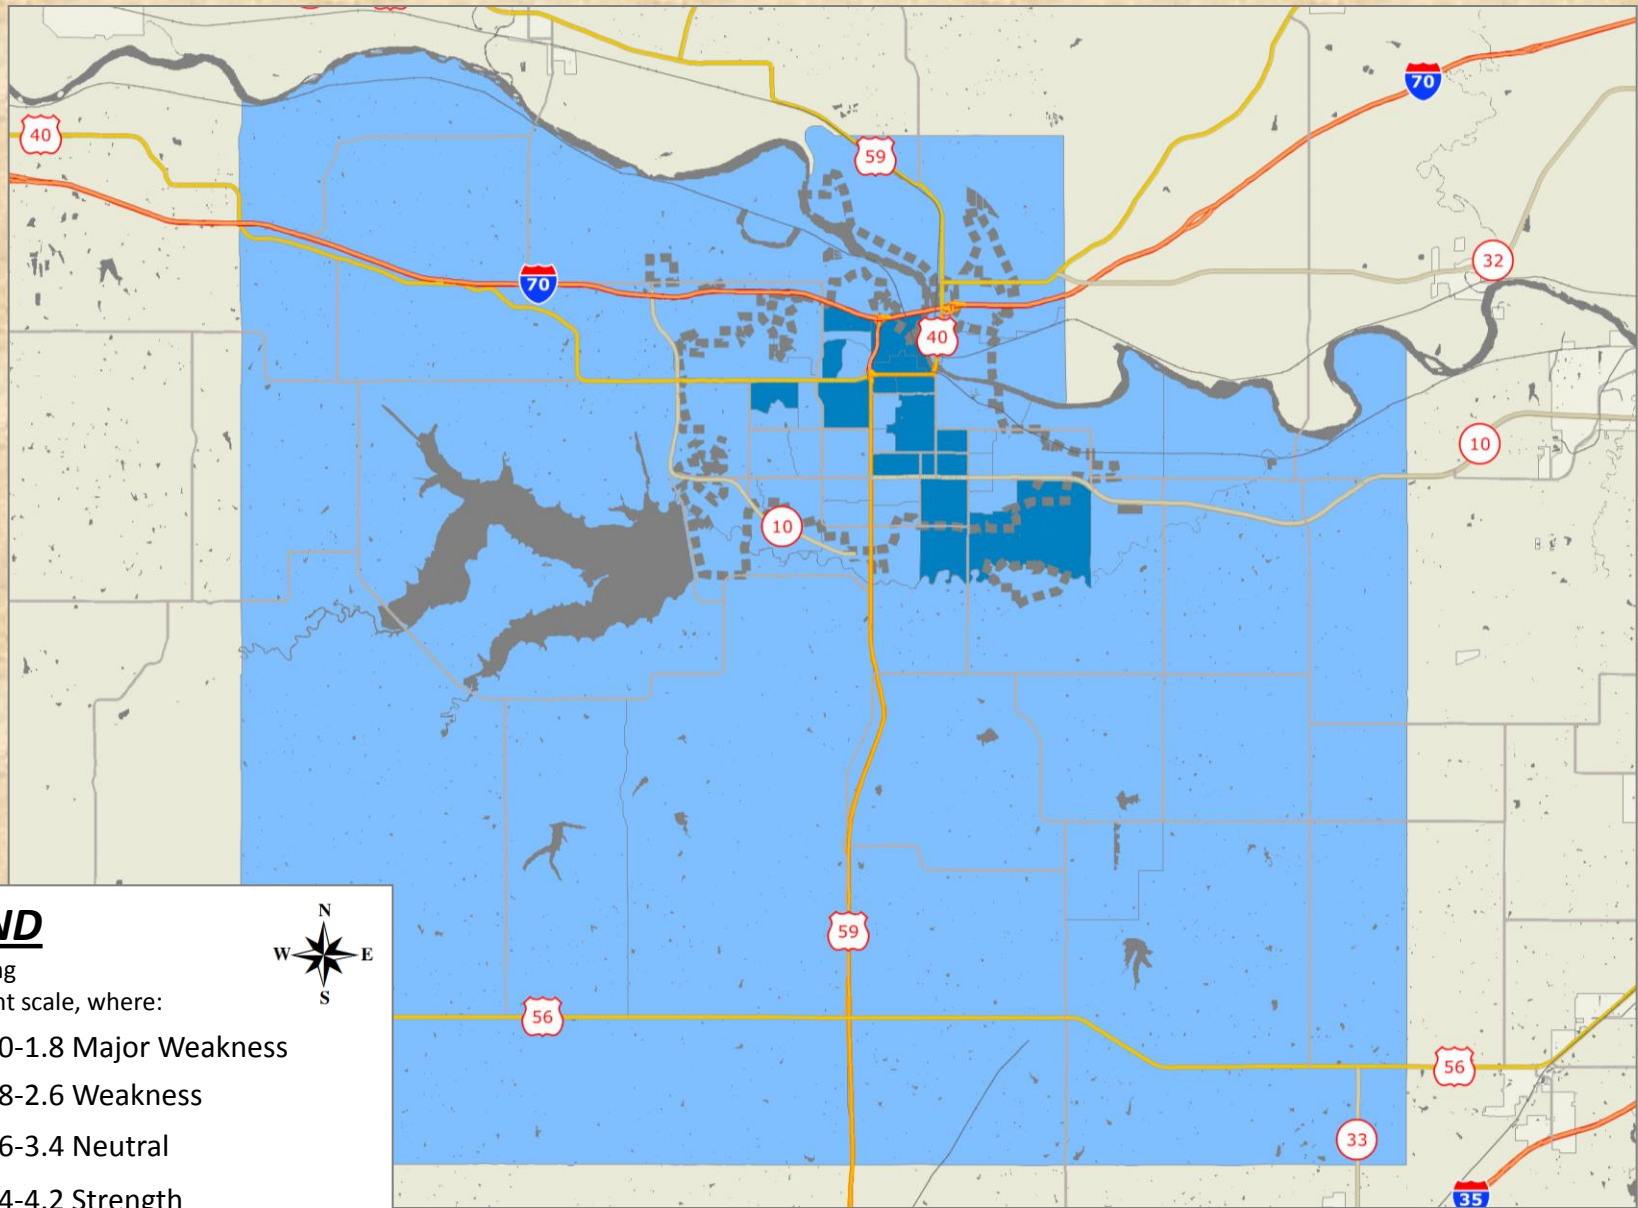 70
40
59
32
70
40
10
10
59
ND
N
W E
S
ng
nt scale, where:
0-1.8 Major Weakness
56
8-2.6 Weakness
56
6-3.4 Neutral
33
4-4.2 Strength
35